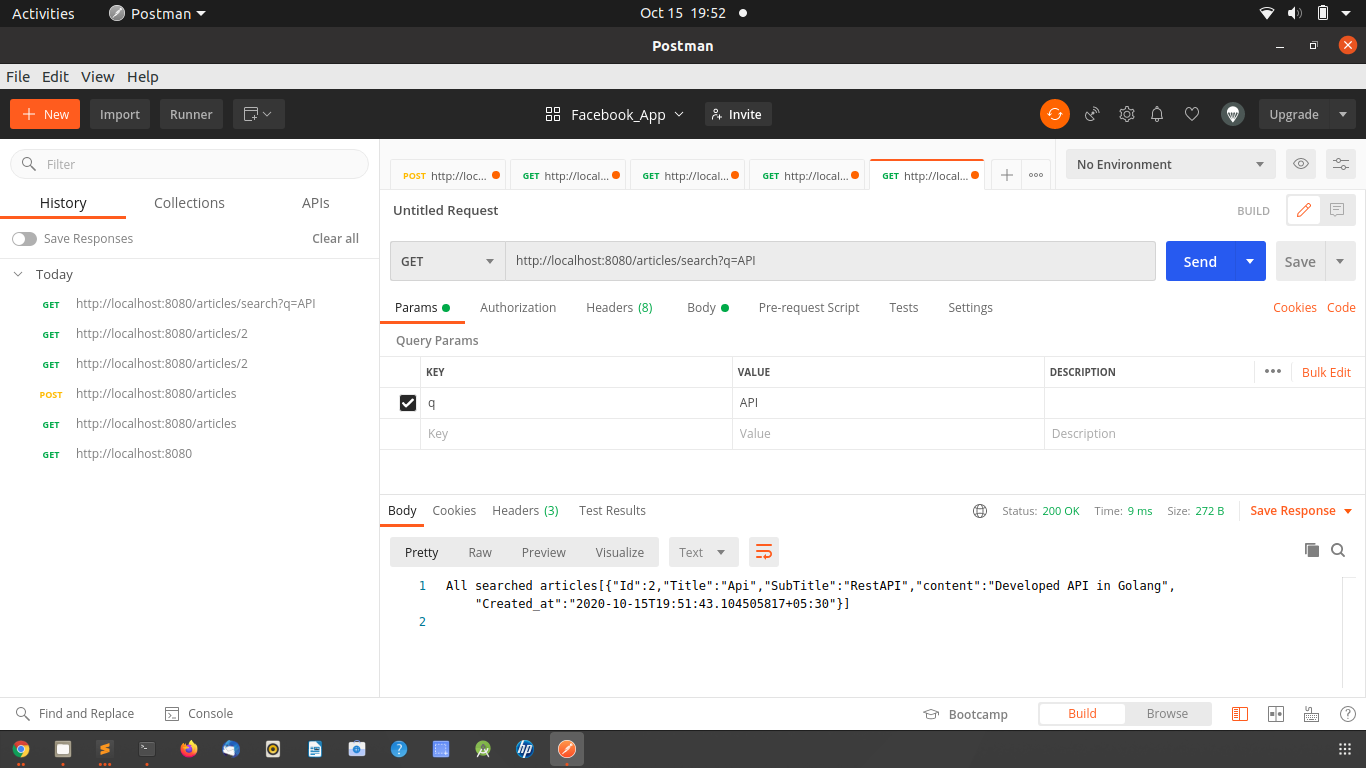 Activities Postman Oct 15 19:52
Postman
File Edit View Help
New Import Runner Facebook_App Invite Upgrade
Filter
History Collections APIs
Save Responses Clear all
Today
GET http://localhost:8080/articles/search?q=API
GET http://localhost:8080/articles/2
GET http://localhost:8080/articles/2
POST http://localhost:8080/articles
GET http://localhost:8080/articles
GET http://localhost:8080
POST http://loc... GET http://local... GET http://local... GET http://local... GET http://local... No Environment
Untitled Request BUILD
GET http://localhost:8080/articles/search?q=API Send Save
Params Authorization Headers (8) Body Pre-request Script Tests Settings Cookies Code
Query Params
KEY VALUE DESCRIPTION ••• Bulk Edit
q API
Key Value Description
Body Cookies Headers (3) Test Results Status: 200 OK Time: 9 ms Size: 272 B Save Response
Pretty Raw Preview Visualize Text
1 All searched articles[{"Id":2,"Title":"Api","SubTitle":"RestAPI","content":"Developed API in Golang",
"Created_at":"2020-10-15T19:51:43.104505817+05:30"}]
2
Find and Replace Console Bootcamp Build Browse
hp